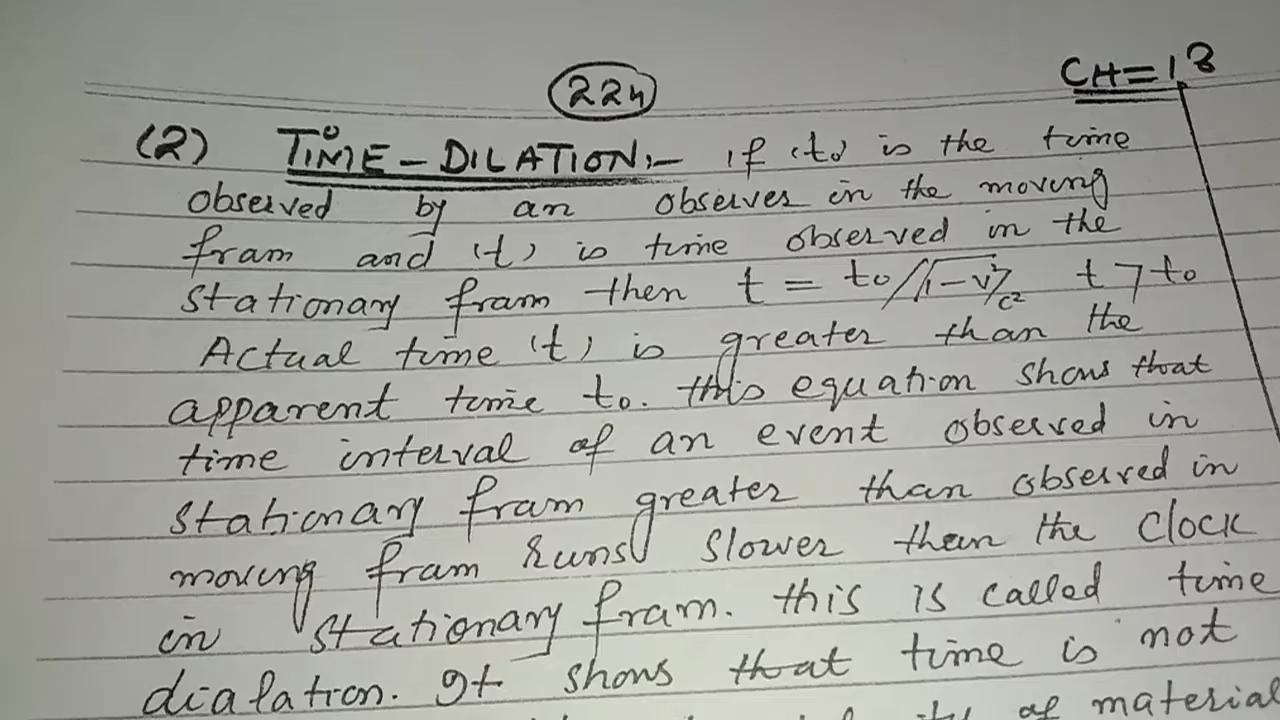 CH=18
224
(2) TIME-DILATION:- if (to) is the time
observed by an observer in the moving
fram and (t) is time observed in the
stationary fram then t = to/√1-v²/c² t > to
Actual time (t) is greater than the
apparent time to. this equation shows that
time interval of an event observed in
stationary fram greater than observed in
moving fram runs slower than the clock
in stationary fram. this is called time
dialation. It shows that time is not
of material